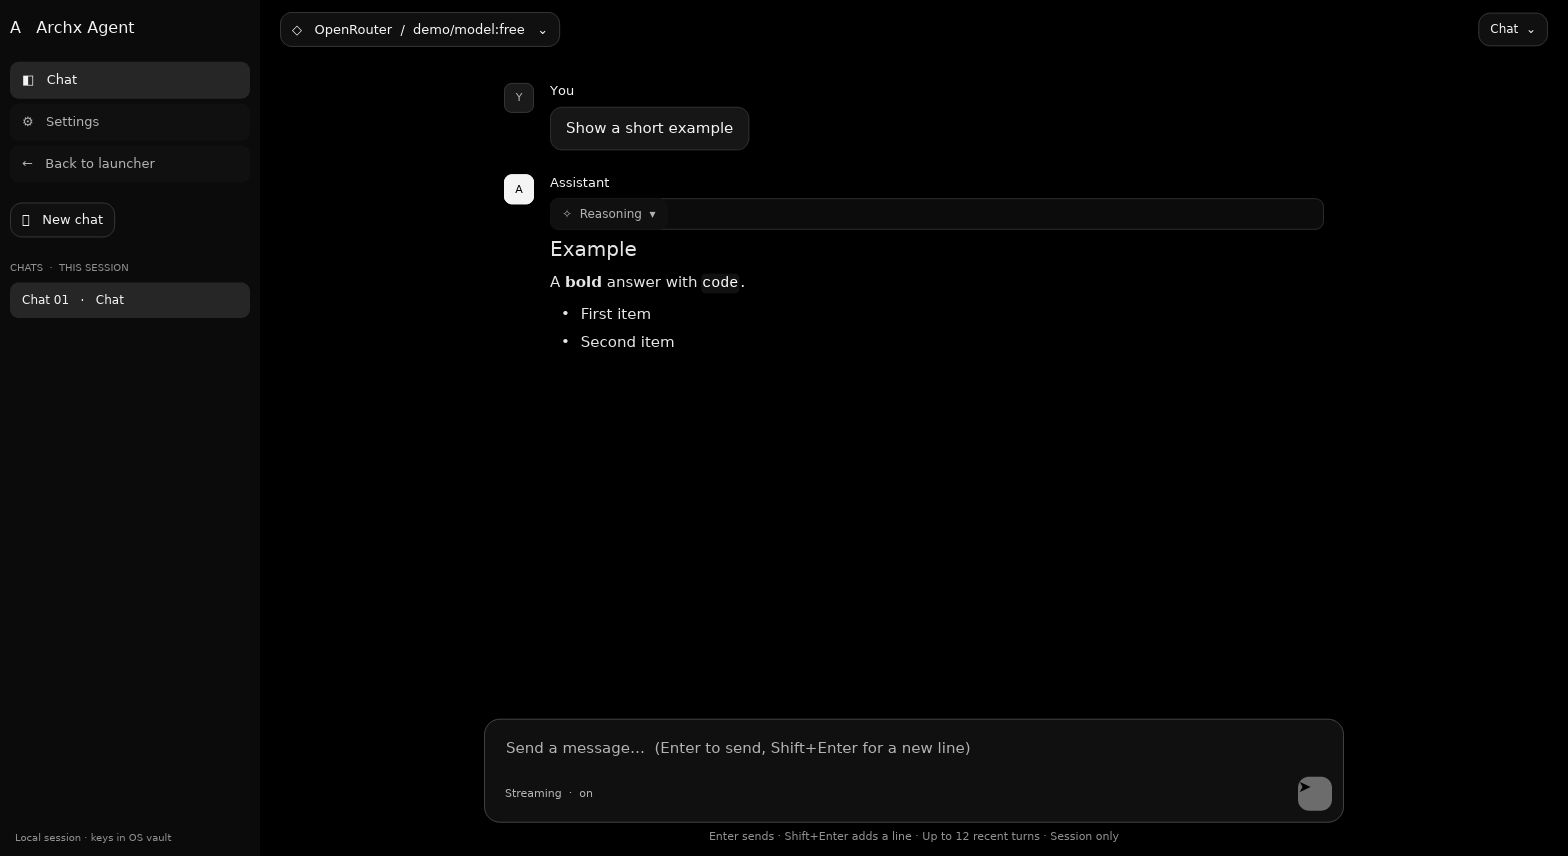 A Archx Agent
Chat
Settings
← Back to launcher
New chat
CHATS · THIS SESSION
Chat 01 · Chat
Local session · keys in OS vault
◇ OpenRouter / demo/model:free ⌄
Chat ⌄
Y
You
Show a short example
A
Assistant
✧ Reasoning ▾
Example
A bold answer with code.
• First item
• Second item
Send a message… (Enter to send, Shift+Enter for a new line)
Streaming · on
Enter sends · Shift+Enter adds a line · Up to 12 recent turns · Session only